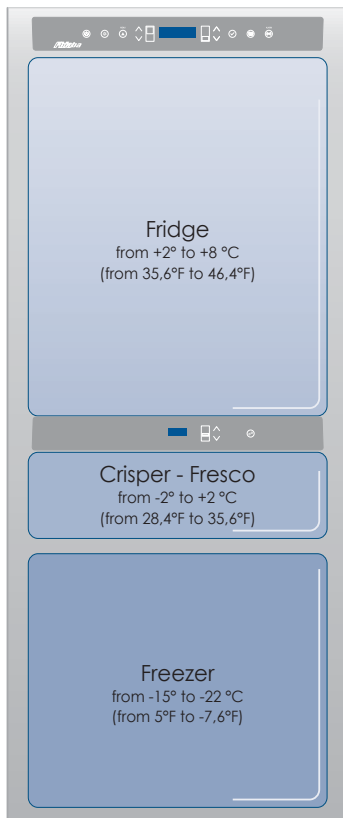 Fhiaba
Fridge
from +2° to +8 °C
(from 35,6°F to 46,4°F)
Crisper - Fresco
from -2° to +2 °C
(from 28,4°F to 35,6°F)
Freezer
from -15° to -22 °C
(from 5°F to -7,6°F)